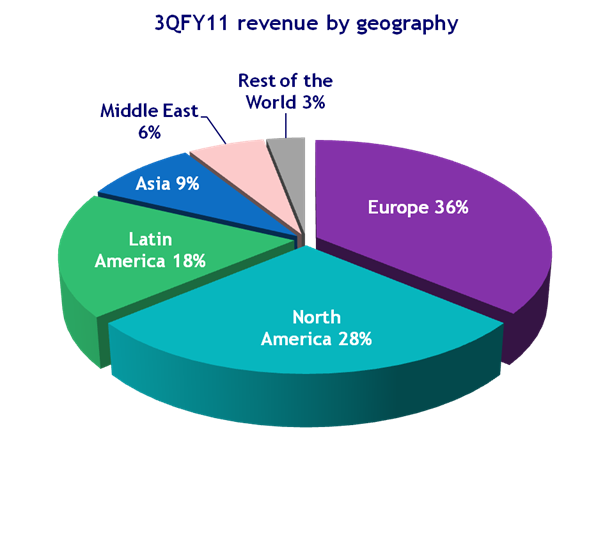 3QFY11 revenue by geography
Rest of the
World 3%
Middle East
6%
Asia 9%
Europe 36%
Latin
America 18%
North
America 28%